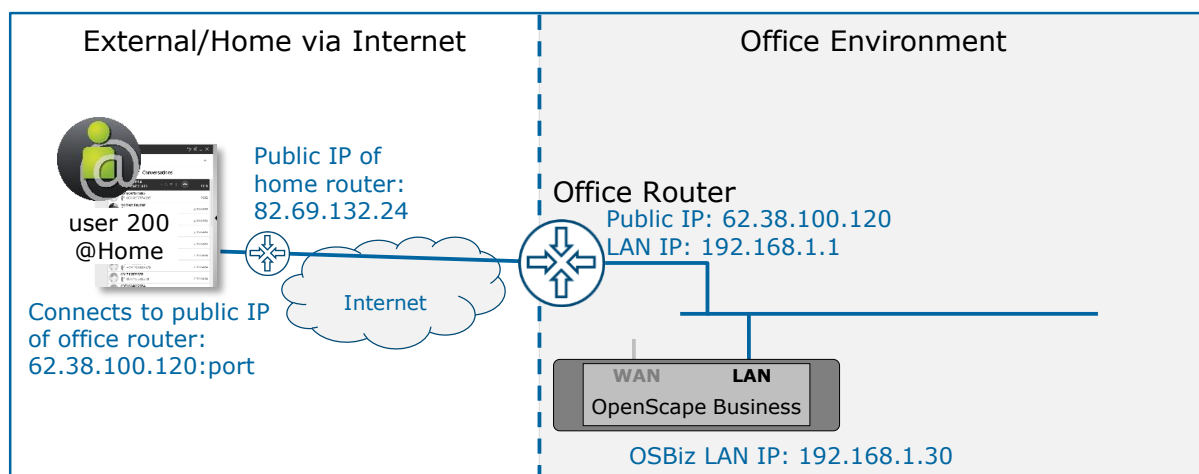 External/Home via Internet
Office Environment
Conversations
@
user 200
@Home
Public IP of
home router:
82.69.132.24
Connects to public IP
of office router:
62.38.100.120:port
Internet
Office Router
Public IP: 62.38.100.120
LAN IP: 192.168.1.1
WAN
LAN
OpenScape Business
OSBiz LAN IP: 192.168.1.30